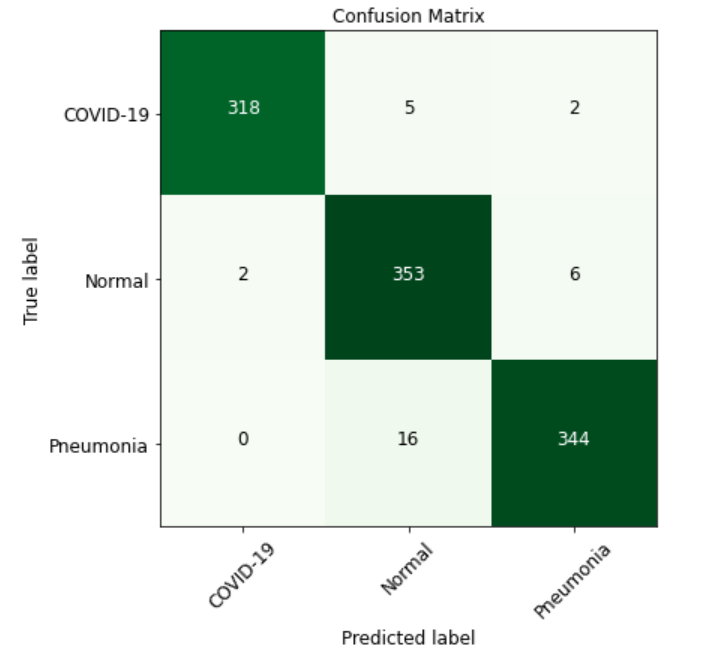 Confusion Matrix
COVID-19 318 5 2
Normal 2 353 6
Pneumonia 0 16 344
True label
COVID-19 Normal Pneumonia
Predicted label